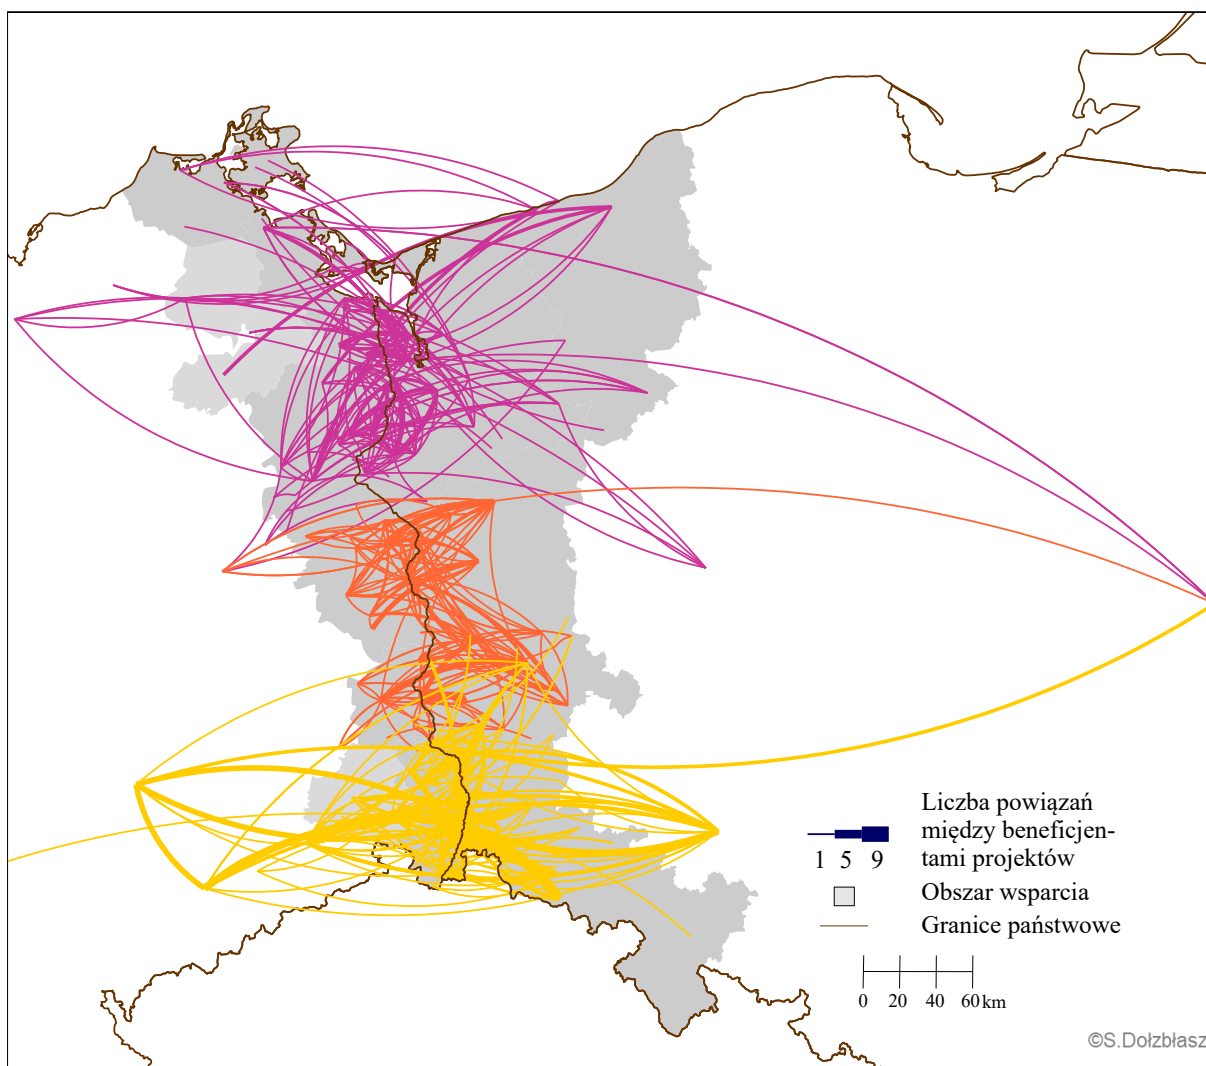 Liczba powiązań
między beneficjen-
tami projektów
1 5 9
Obszar wsparcia
Granice państwowe
0 20 40 60 km
©S.Dołzbłasz